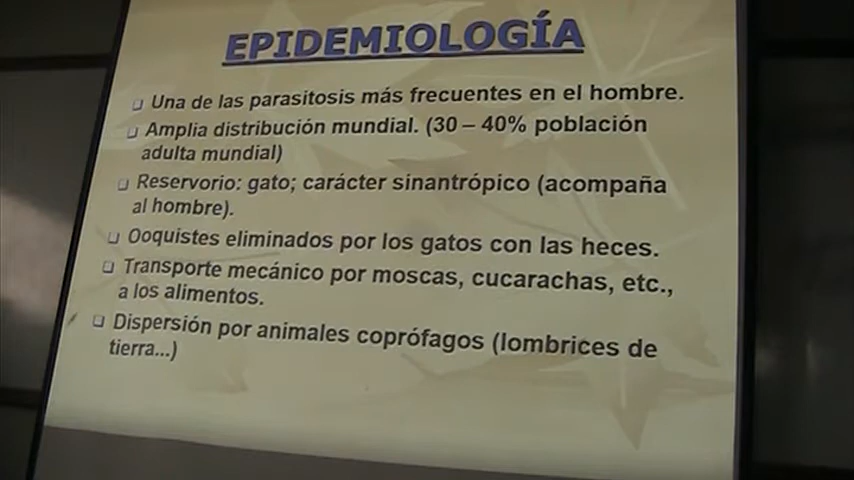 EPIDEMIOLOGÍA
Una de las parasitosis más frecuentes en el hombre.
Amplia distribución mundial. (30 – 40% población
adulta mundial)
Reservorio: gato; carácter sinantrópico (acompaña
al hombre).
Ooquistes eliminados por los gatos con las heces.
Transporte mecánico por moscas, cucarachas, etc.,
a los alimentos.
Dispersión por animales coprófagos (lombrices de
tierra...)